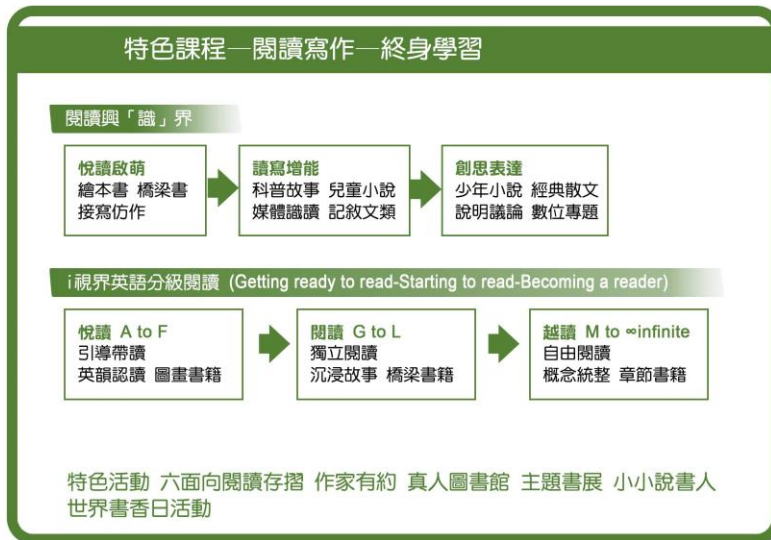 特色課程—閱讀寫作—終身學習
閱讀興「識」界
悅讀啟萌
繪本書 橋梁書
接寫仿作
讀寫增能
科普故事 兒童小說
媒體識讀 記敘文類
創思表達
少年小說 經典散文
說明議論 數位專題
i視界英語分級閱讀 (Getting ready to read-Starting to read-Becoming a reader)
悅讀 A to F
引導帶讀
英韻認讀 圖畫書籍
閱讀 G to L
獨立閱讀
沉浸故事 橋梁書籍
越讀 M to ∞infinite
自由閱讀
概念統整 章節書籍
特色活動 六面向閱讀存摺 作家有約 真人圖書館 主題書展 小小說書人
世界書香日活動